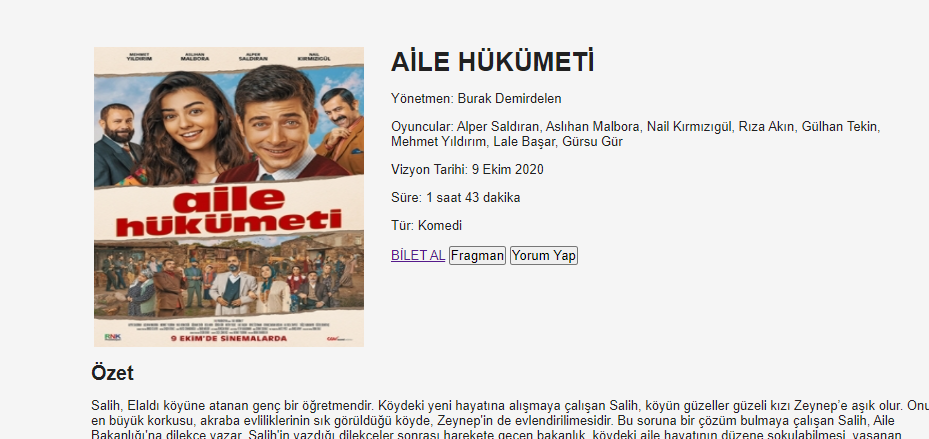 MEHMET YILDIRIM
ASLIHAN MALBORA
ALPER SALDIRAN
NAİL KIRMIZIGÜL
aile
hükümeti
BNK
9 EKİM'DE SİNEMALARDA
AİLE HÜKÜMETİ
Yönetmen: Burak Demirdelen
Oyuncular: Alper Saldıran, Aslıhan Malbora, Nail Kırmızıgül, Rıza Akın, Gülhan Tekin,
Mehmet Yıldırım, Lale Başar, Gürsu Gür
Vizyon Tarihi: 9 Ekim 2020
Süre: 1 saat 43 dakika
Tür: Komedi
BİLET AL Fragman Yorum Yap
Özet
Salih, Elaldı köyüne atanan genç bir öğretmendir. Köydeki yeni hayatına alışmaya çalışan Salih, köyün güzeller güzeli kızı Zeynep’e aşık olur. Onu
en büyük korkusu, akraba evliliklerinin sık görüldüğü köyde, Zeynep’in de evlendirilimesidir. Bu soruna bir çözüm bulmaya çalışan Salih, Aile
Bakanlığı’na dilekçe yazar. Salih’in yazdığı dilekçeler sonrası harekete geçen bakanlık, köydeki aile hayatının düzene sokulabilmesi, yaşanan